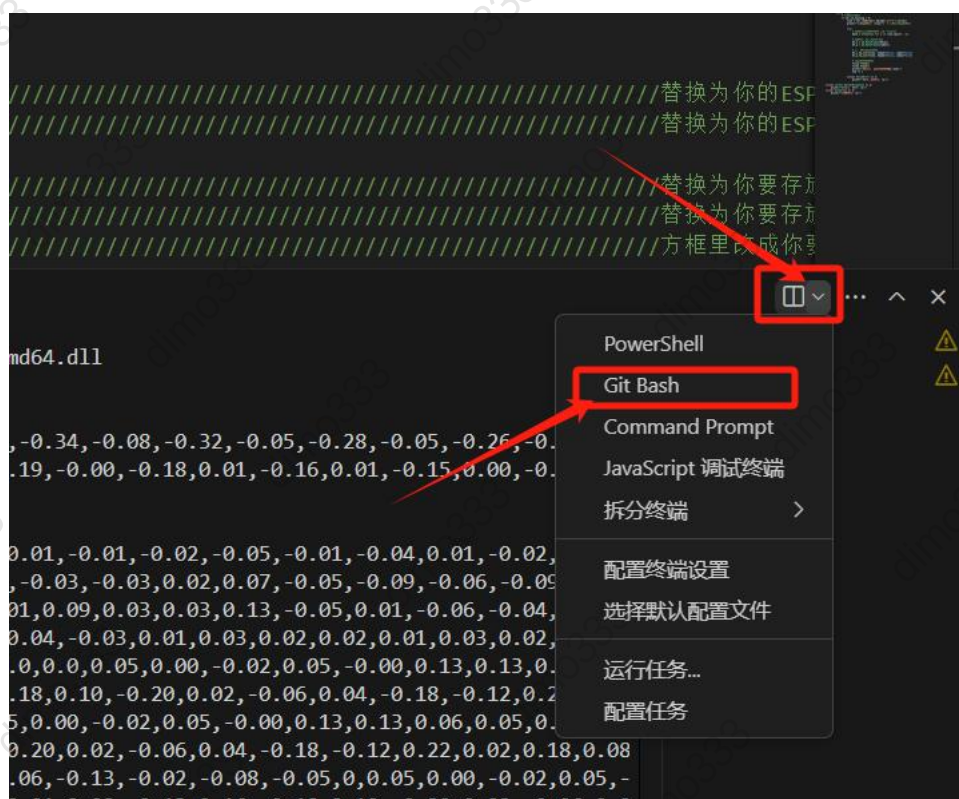 //////////////////////////////////////////////////////替换为你的ESP
//////////////////////////////////////////////////////替换为你的ESP
//////////////////////////////////////////////////////替换为你要存放
//////////////////////////////////////////////////////替换为你要存放
//////////////////////////////////////////////////////方框里改成你要
md64.dll
PowerShell
Git Bash
Command Prompt
JavaScript 调试终端
拆分终端
配置终端设置
选择默认配置文件
运行任务...
配置任务
,-0.34,-0.08,-0.32,-0.05,-0.28,-0.05,-0.26,-0.
.19,-0.00,-0.18,0.01,-0.16,0.01,-0.15,0.00,-0.
0.01,-0.01,-0.02,-0.05,-0.01,-0.04,0.01,-0.02,
,-0.03,-0.03,0.02,0.07,-0.05,-0.09,-0.06,-0.09
01,0.09,0.03,0.03,0.13,-0.05,0.01,-0.06,-0.04,
0.04,-0.03,0.01,0.03,0.02,0.02,0.01,0.03,0.02,
.0,0.0,0.05,0.00,-0.02,0.05,-0.00,0.13,0.13,0.
.18,0.10,-0.20,0.02,-0.06,0.04,-0.18,-0.12,0.2
5,0.00,-0.02,0.05,-0.00,0.13,0.13,0.06,0.05,0.
0.20,0.02,-0.06,0.04,-0.18,-0.12,0.22,0.02,0.18,0.08
.06,-0.13,-0.02,-0.08,-0.05,0,0.05,0.00,-0.02,0.05,-
dimo333